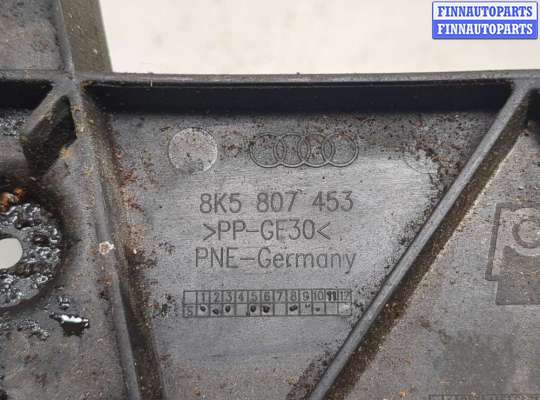 FINNAUTOPARTS
FINNAUTOPARTS
8K5 807 453
>PP-GF30<
PNE-Germany
1 2 3 4 5 6 7 8 9 10 11 12
S